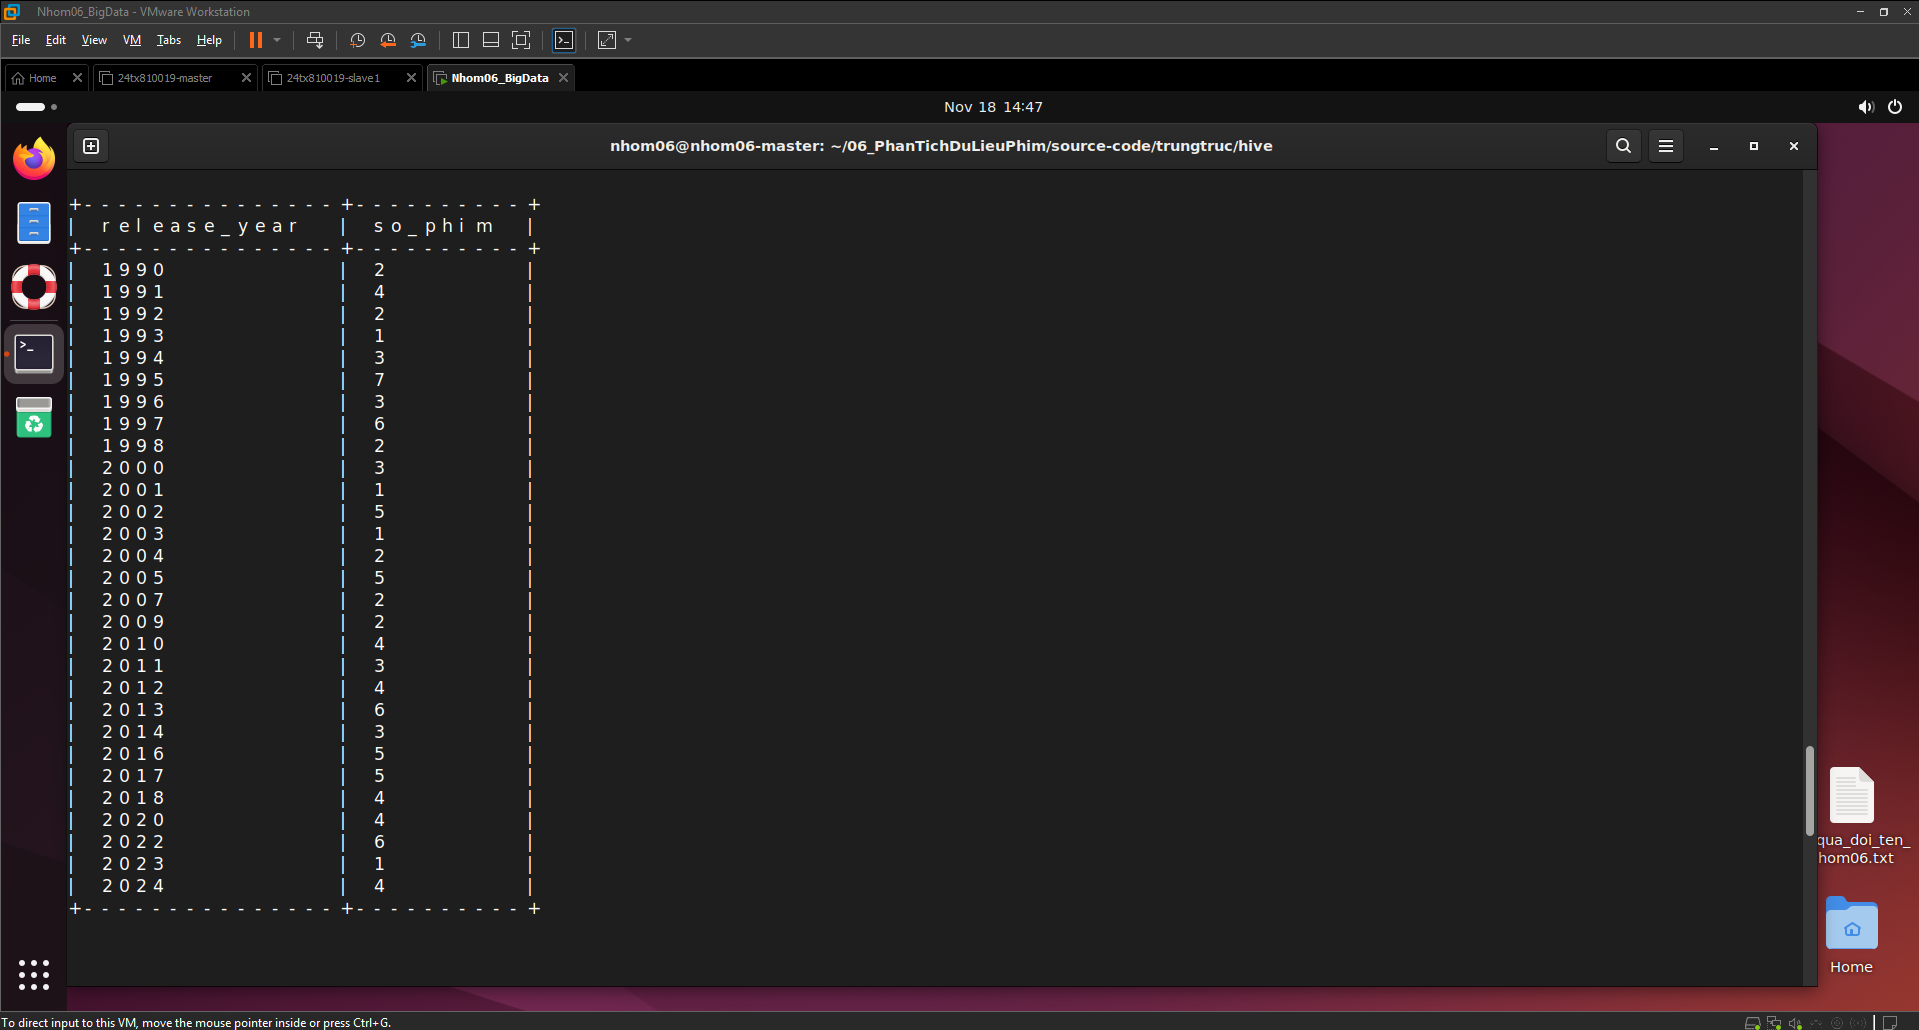 Nhom06_BigData - VMware Workstation
File Edit View VM Tabs Help
Home 24tx810019-master 24tx810019-slave1 Nhom06_BigData
Nov 18 14:47
nhom06@nhom06-master: ~/06_PhanTichDuLieuPhim/source-code/trungtruc/hive
+---------------+----------+
| release_year | so_phim |
+---------------+----------+
| 1990 | 2 |
| 1991 | 4 |
| 1992 | 2 |
| 1993 | 1 |
| 1994 | 3 |
| 1995 | 7 |
| 1996 | 3 |
| 1997 | 6 |
| 1998 | 2 |
| 2000 | 3 |
| 2001 | 1 |
| 2002 | 5 |
| 2003 | 1 |
| 2004 | 2 |
| 2005 | 5 |
| 2007 | 2 |
| 2009 | 2 |
| 2010 | 4 |
| 2011 | 3 |
| 2012 | 4 |
| 2013 | 6 |
| 2014 | 3 |
| 2016 | 5 |
| 2017 | 5 |
| 2018 | 4 |
| 2020 | 4 |
| 2022 | 6 |
| 2023 | 1 |
| 2024 | 4 |
+---------------+----------+
qua_doi_ten_
hom06.txt
Home
To direct input to this VM, move the mouse pointer inside or press Ctrl+G.